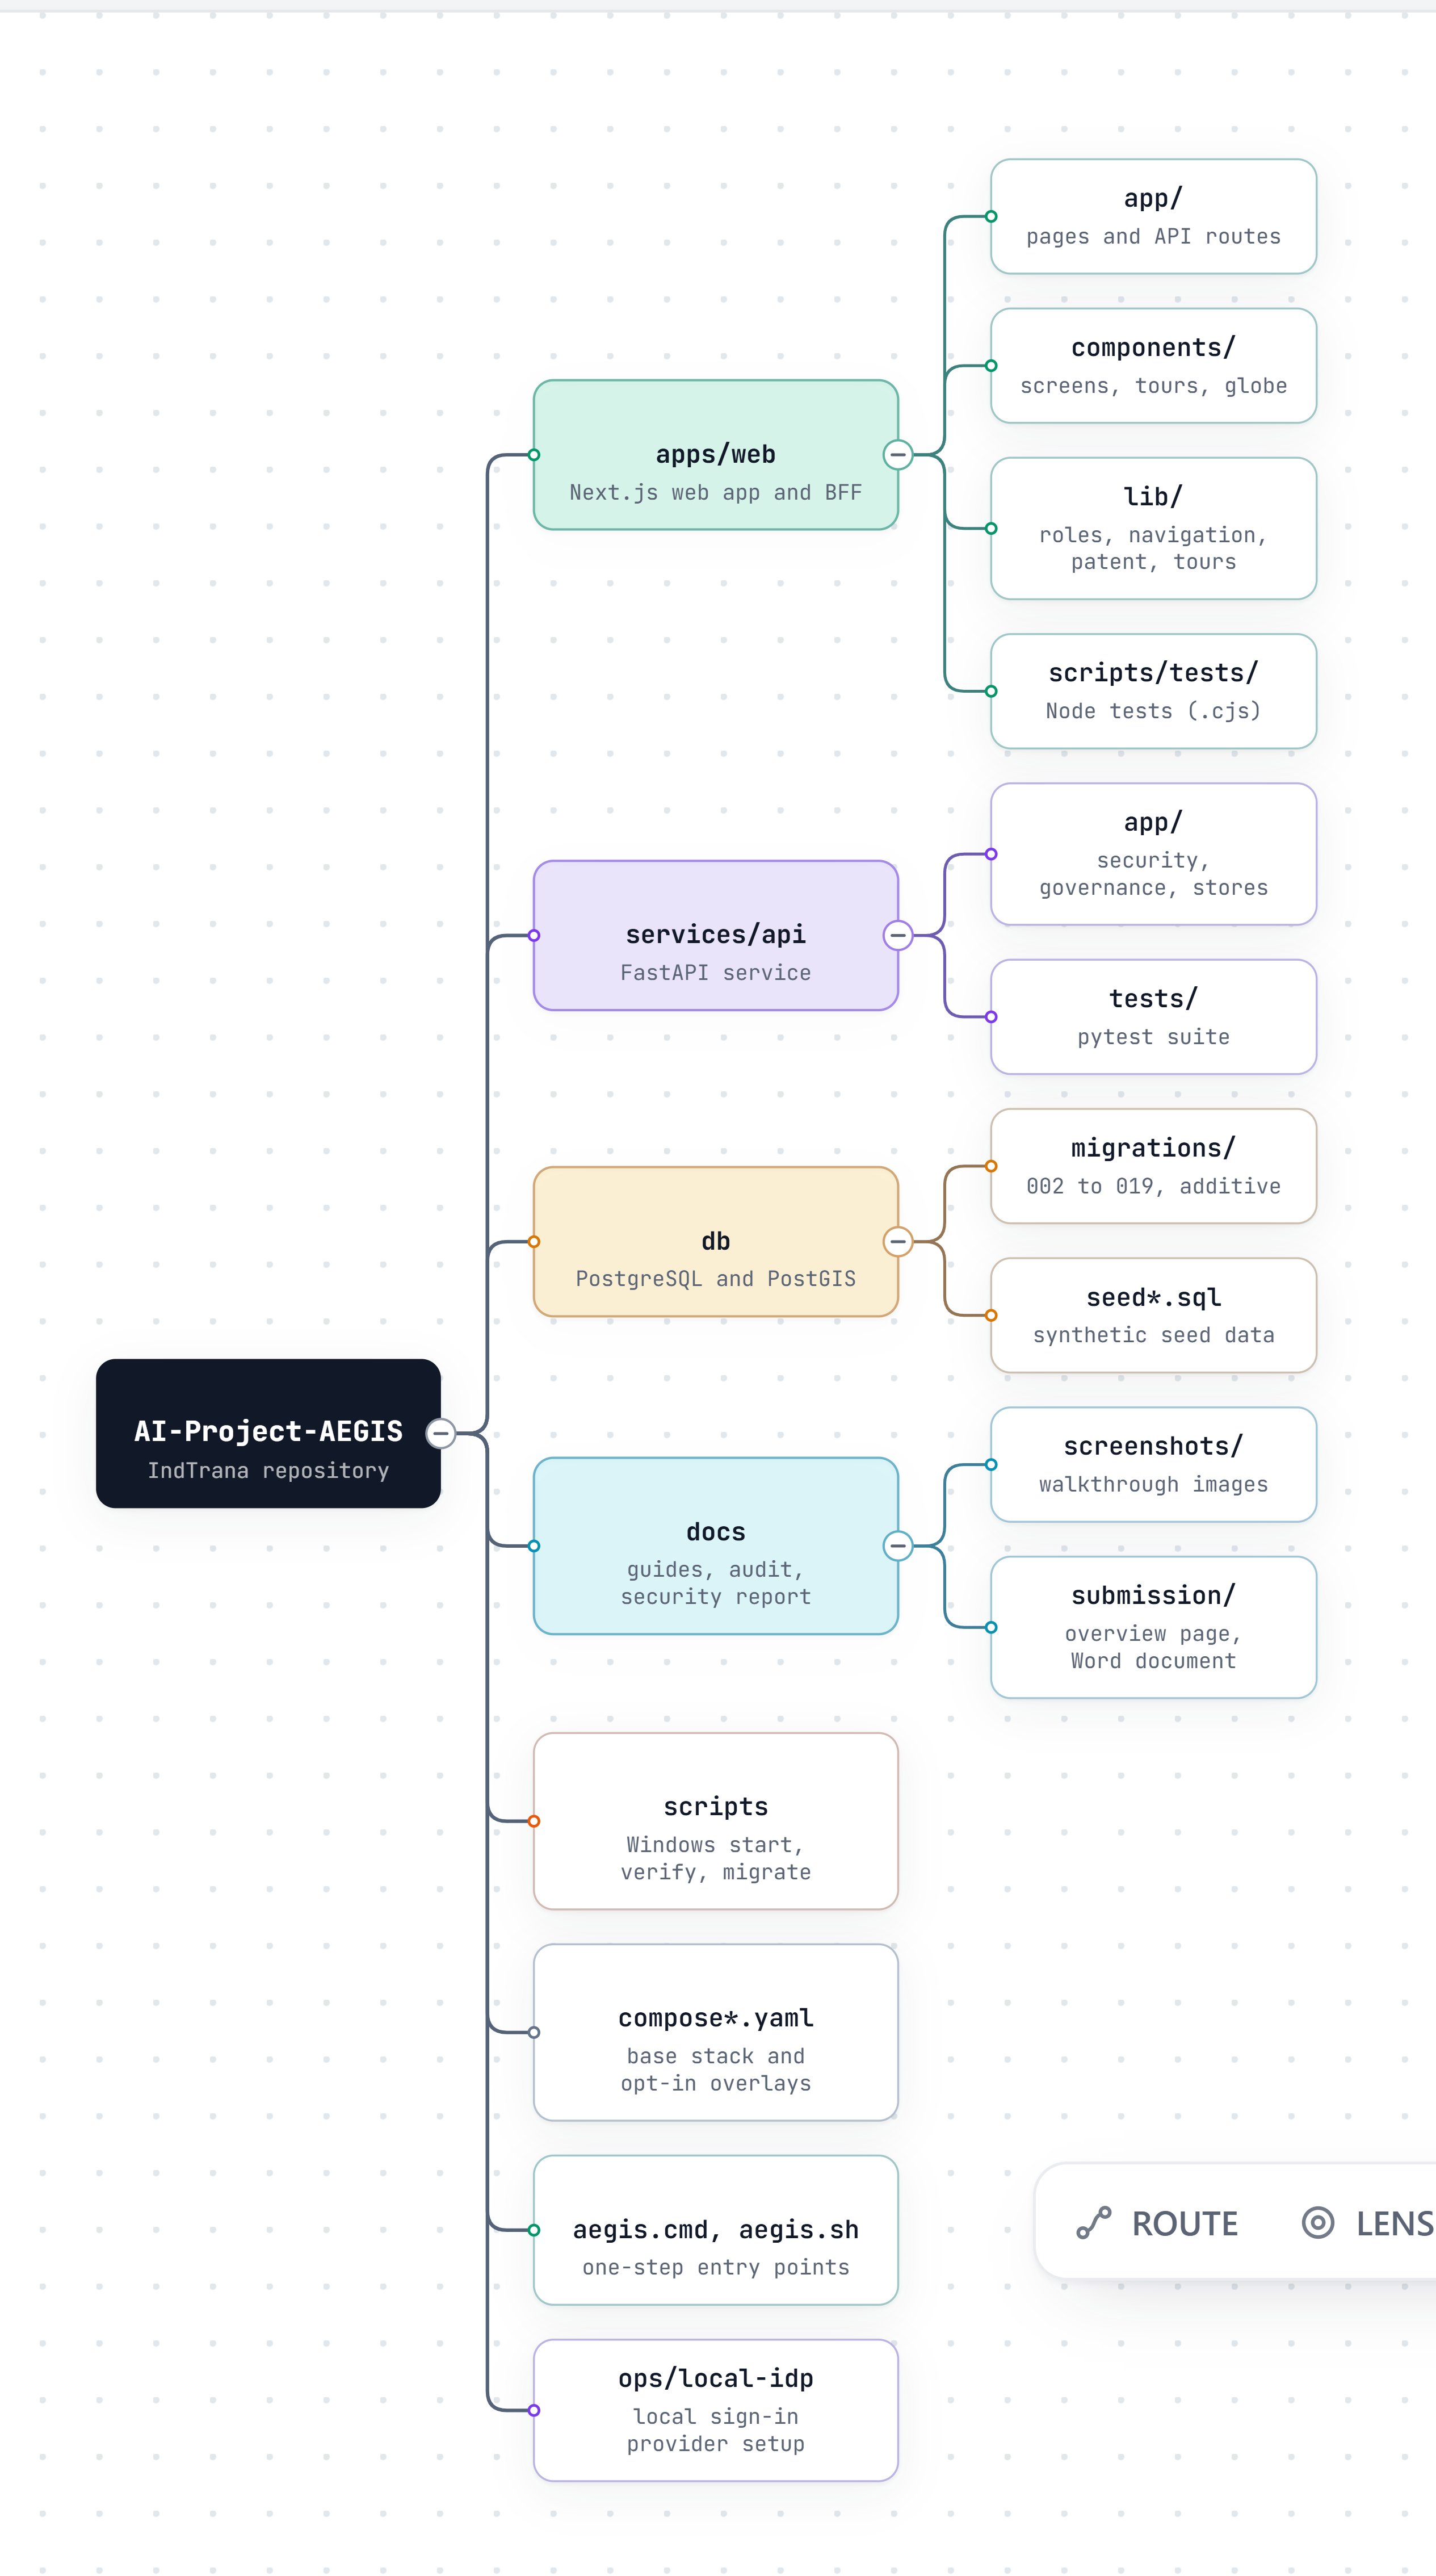 AI-Project-AEGIS
IndTrana repository
apps/web
Next.js web app and BFF
app/
pages and API routes
components/
screens, tours, globe
lib/
roles, navigation,
patent, tours
scripts/tests/
Node tests (.cjs)
services/api
FastAPI service
app/
security,
governance, stores
tests/
pytest suite
db
PostgreSQL and PostGIS
migrations/
002 to 019, additive
seed*.sql
synthetic seed data
docs
guides, audit,
security report
screenshots/
walkthrough images
submission/
overview page,
Word document
scripts
Windows start,
verify, migrate
compose*.yaml
base stack and
opt-in overlays
aegis.cmd, aegis.sh
one-step entry points
ops/local-idp
local sign-in
provider setup
ROUTE
LENS